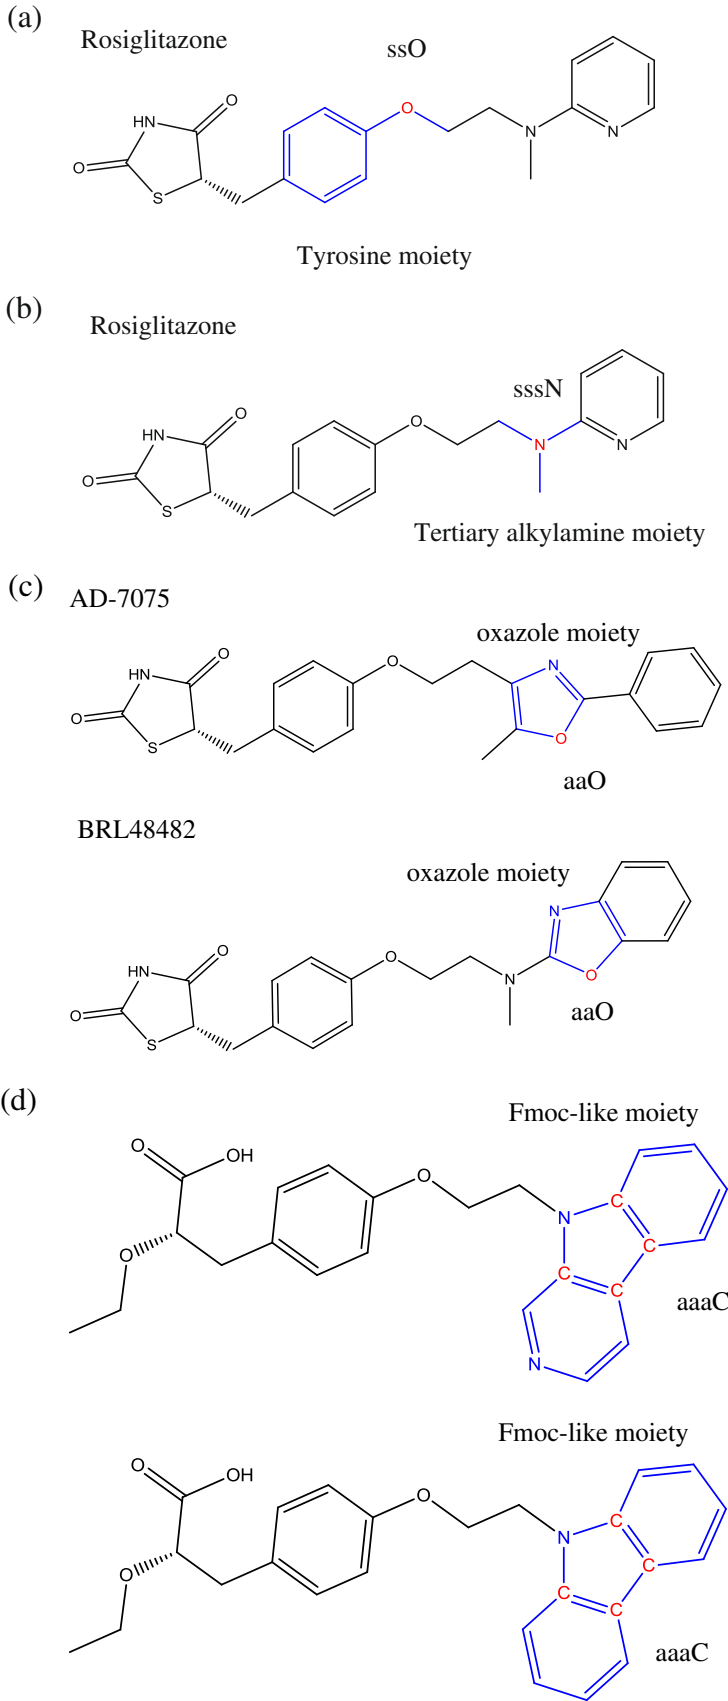 (a)
Rosiglitazone
ssO
O
HN
O
N
O
S
N
Tyrosine moiety
(b)
Rosiglitazone
sssN
O
HN
O
N
N
O
S
Tertiary alkylamine moiety
(c)
AD-7075
oxazole moiety
O
HN
O
N
O
S
O
aaO
BRL48482
oxazole moiety
N
O
HN
O
N
O
O
S
aaO
(d)
Fmoc-like moiety
O
OH
O
N
C
C
O
C
C
aaaC
N
Fmoc-like moiety
O
OH
O
N
C
C
O
C
C
aaaC